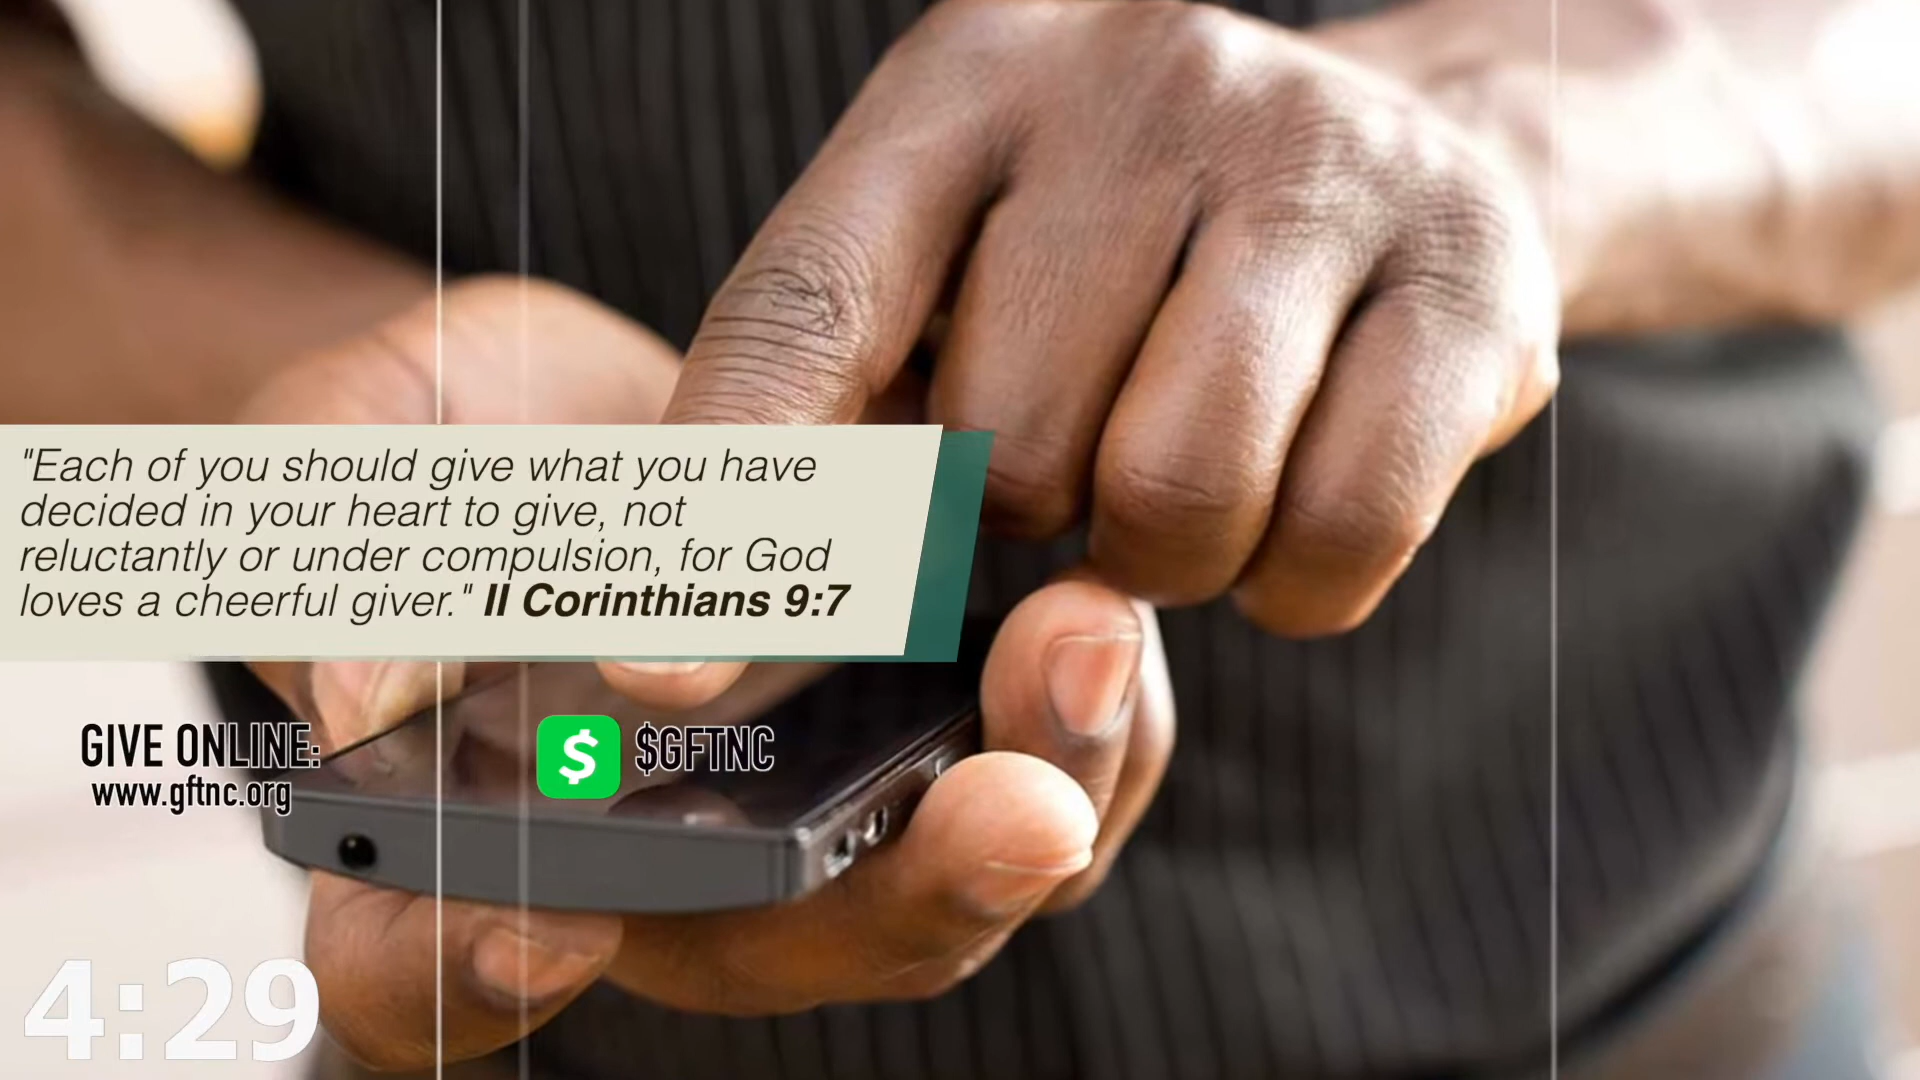 "Each of you should give what you have
decided in your heart to give, not
reluctantly or under compulsion, for God
loves a cheerful giver." II Corinthians 9:7
GIVE ONLINE:
www.gftnc.org
$ $GFTNC
4:29